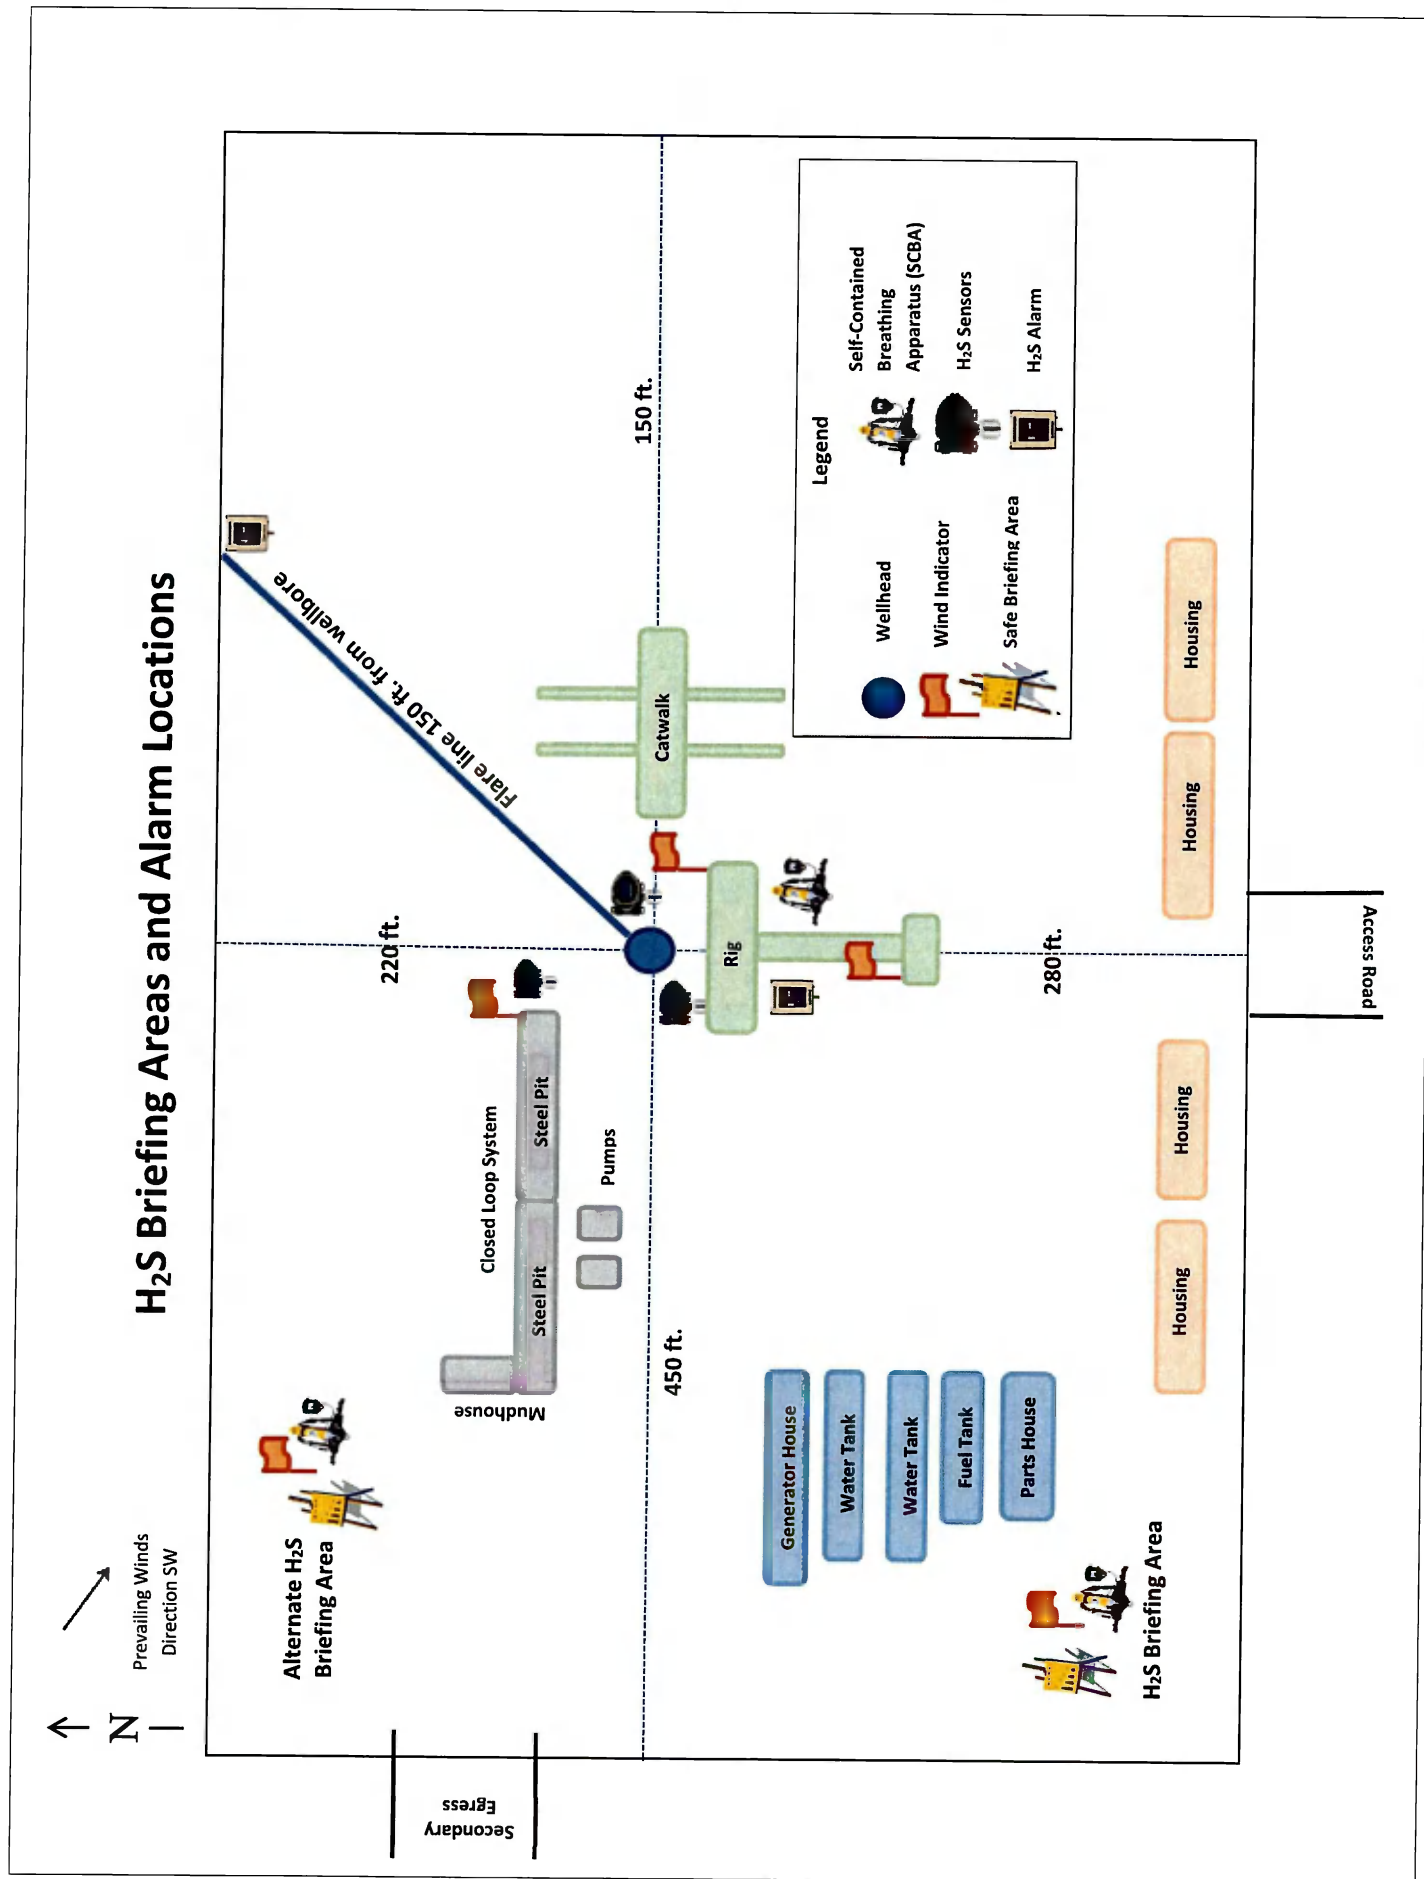 H₂S Briefing Areas and Alarm Locations
N
Prevailing Winds
Direction SW
Alternate H₂S
Briefing Area
Secondary
Egress
Mudhouse
Closed Loop System
Steel Pit
Steel Pit
Pumps
220 ft.
Flare line 150 ft. from wellbore
450 ft.
150 ft.
Catwalk
Rig
280 ft.
Generator House
Water Tank
Water Tank
Fuel Tank
Parts House
H₂S Briefing Area
Housing
Housing
Housing
Housing
Access Road
Legend
Wellhead
Wind Indicator
Safe Briefing Area
Self-Contained
Breathing
Apparatus (SCBA)
H₂S Sensors
H₂S Alarm